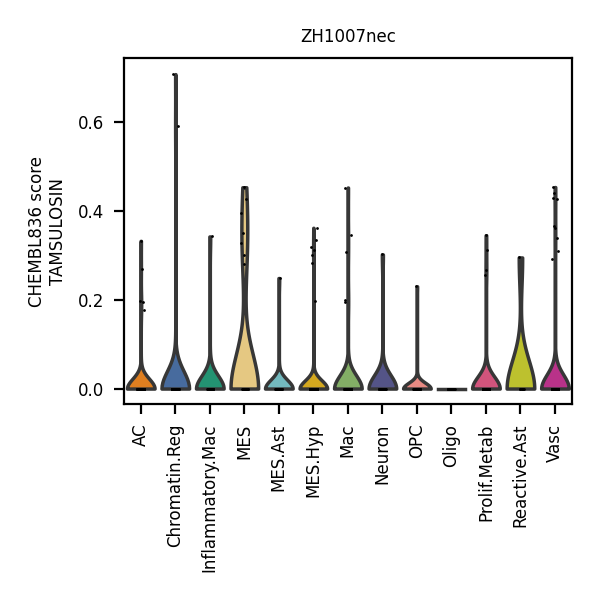 ZH1007nec
CHEMBL836 score
TAMSULOSIN
0.6
0.4
0.2
0.0
AC
Chromatin.Reg
Inflammatory.Mac
MES
MES.Ast
MES.Hyp
Mac
Neuron
OPC
Oligo
Prolif.Metab
Reactive.Ast
Vasc